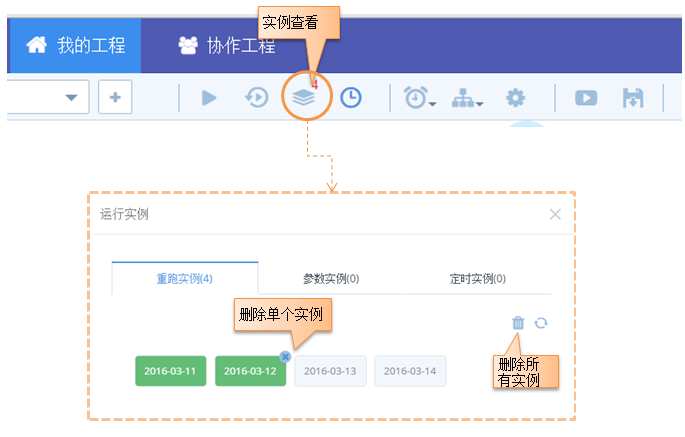 实例查看
我的工程
协作工程
4
运行实例
重跑实例(4)
参数实例(0)
定时实例(0)
删除单个实例
2016-03-11
2016-03-12
2016-03-13
2016-03-14
删除所
有实例